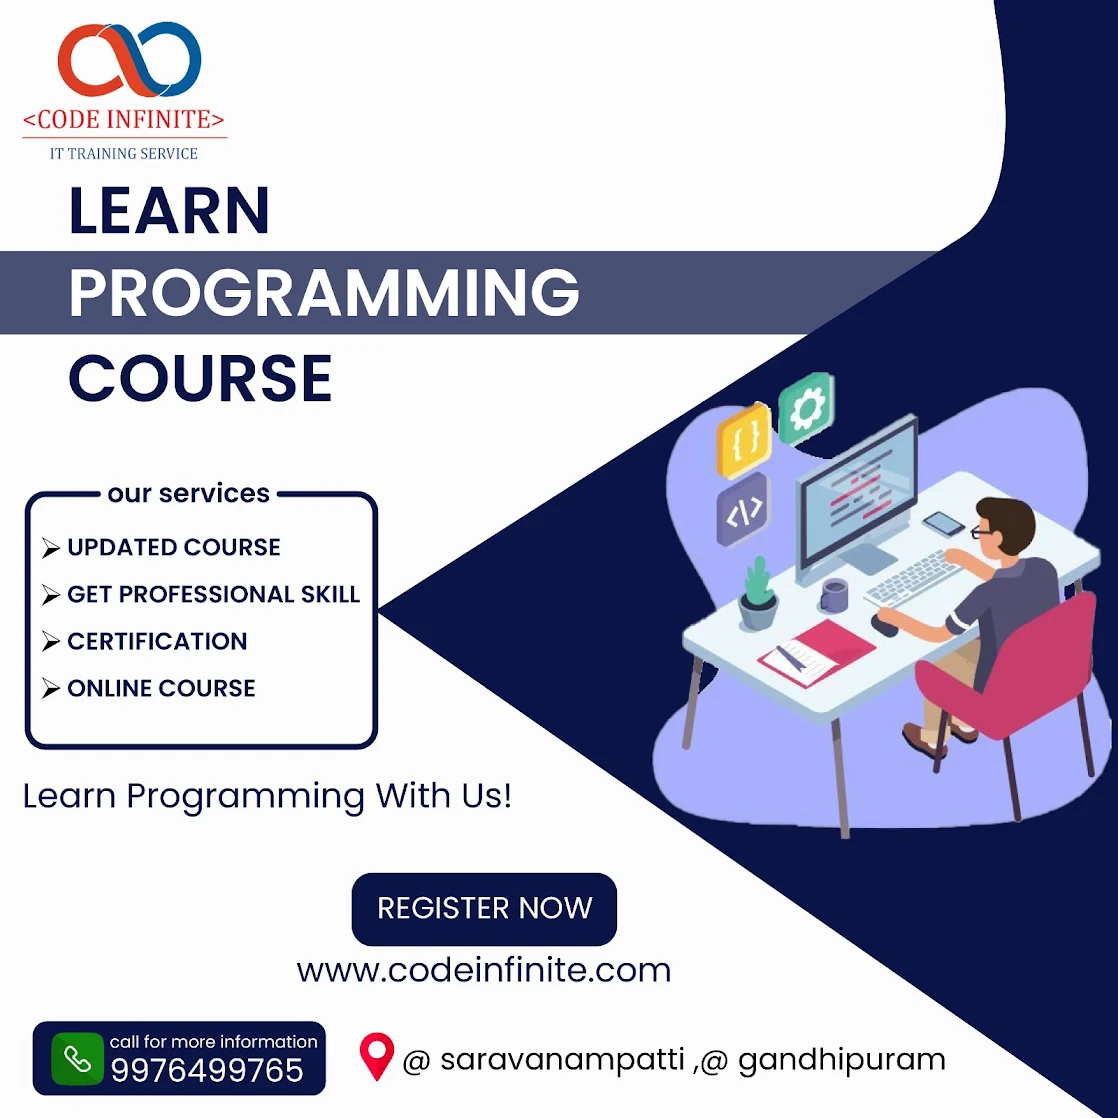 <CODE INFINITE>
IT TRAINING SERVICE
LEARN
PROGRAMMING
COURSE
our services
UPDATED COURSE
GET PROFESSIONAL SKILL
CERTIFICATION
ONLINE COURSE
Learn Programming With Us!
REGISTER NOW
www.codeinfinite.com
call for more information
9976499765
@ saravanampatti ,@ gandhipuram
{ }
</>